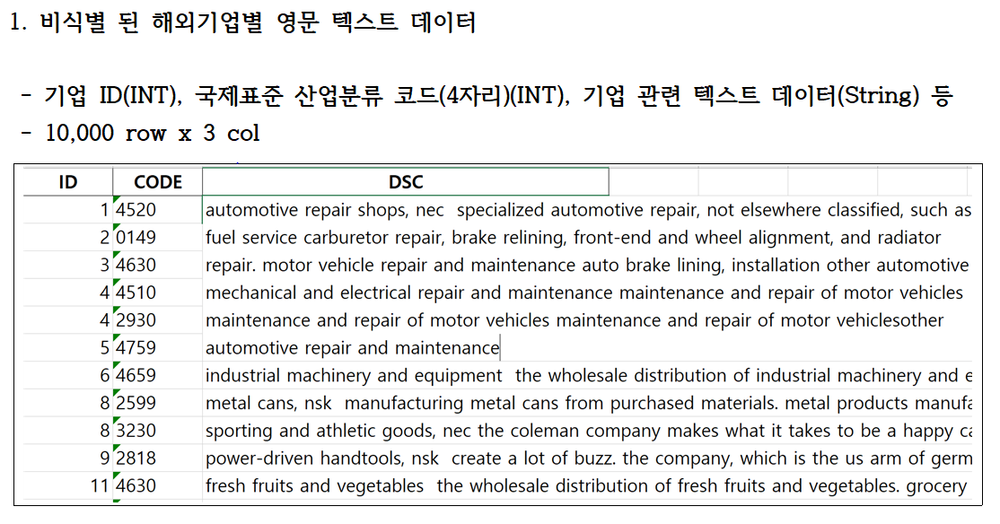 1. 비식별 된 해외기업별 영문 텍스트 데이터
- 기업 ID(INT), 국제표준 산업분류 코드(4자리)(INT), 기업 관련 텍스트 데이터(String) 등
- 10,000 row x 3 col
ID CODE DSC
1 4520 automotive repair shops, nec specialized automotive repair, not elsewhere classified, such as
2 0149 fuel service carburetor repair, brake relining, front-end and wheel alignment, and radiator
3 4630 repair. motor vehicle repair and maintenance auto brake lining, installation other automotive
4 4510 mechanical and electrical repair and maintenance maintenance and repair of motor vehicles
4 2930 maintenance and repair of motor vehicles maintenance and repair of motor vehiclesother
5 4759 automotive repair and maintenance
6 4659 industrial machinery and equipment the wholesale distribution of industrial machinery and e
8 2599 metal cans, nsk manufacturing metal cans from purchased materials. metal products manufa
8 3230 sporting and athletic goods, nec the coleman company makes what it takes to be a happy ca
9 2818 power-driven handtools, nsk create a lot of buzz. the company, which is the us arm of germ
11 4630 fresh fruits and vegetables the wholesale distribution of fresh fruits and vegetables. grocery